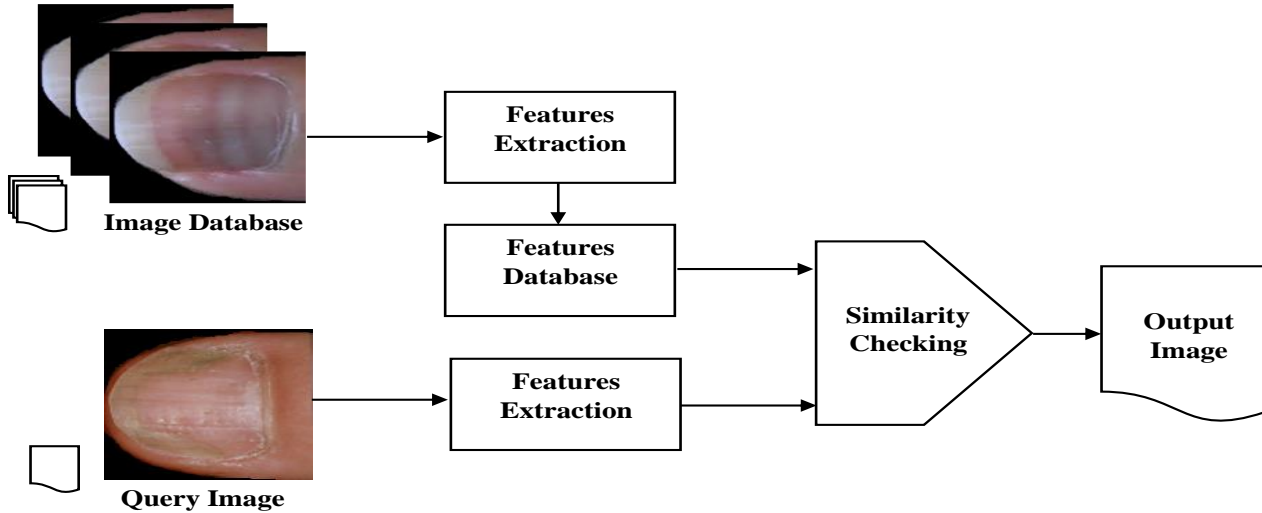 Features
Extraction
Image Database
Features
Database
Similarity
Checking
Output
Image
Features
Extraction
Query Image